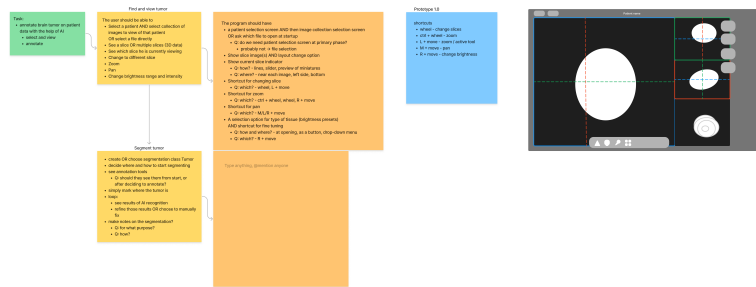 Find and view tumor
Task:
• annotate brain tumor on patient
data with the help of AI
• select and view
• annotate
The user should be able to
• Select a patient AND select collection of
images to view of that patient
OR select a file directly
• See a slice OR multiple slices (3D data)
• See which slice he is currently viewing
• Change to different slice
• Zoom
• Pan
• Change brightness range and intensity
The program should have
• a patient selection screen AND then image collection selection screen
OR ask which file to open at startup
• Q: do we need patient selection screen at primary phase?
• probably not -> file selection
• Show slice image(s) AND layout change option
• Show current slice indicator
• Q: how? - lines, slider, preview of miniatures
• Q: where? - near each image, left side, bottom
• Shortcut for changing slice
• Q: which? - wheel, L + move
• Shortcut for zoom
• Q: which? - ctrl + wheel, wheel, R + move
• Shortcut for pan
• Q: which? - M/L/R + move
• A selection option for type of tissue (brightness presets)
AND shortcut for fine tuning
• Q: how and where? - at opening, as a button, drop-down menu
• Q: which? - R + move
Prototype 1.0
shortcuts
• wheel - change slices
• ctrl + wheel - zoom
• L + move - zoom / active tool
• M + move - pan
• R + move - change brightness
Segment tumor
• create OR choose segmentation class Tumor
• decide where and how to start segmenting
• see annotation tools
• Q: should they see them from start, or
after deciding to annotate?
• simply mark where the tumor is
• loop:
• see results of AI recognition
• refine those results OR choose to manually
fix
• make notes on the segmentation?
• Q: for what purpose?
• Q: how?
Type anything, @mention anyone